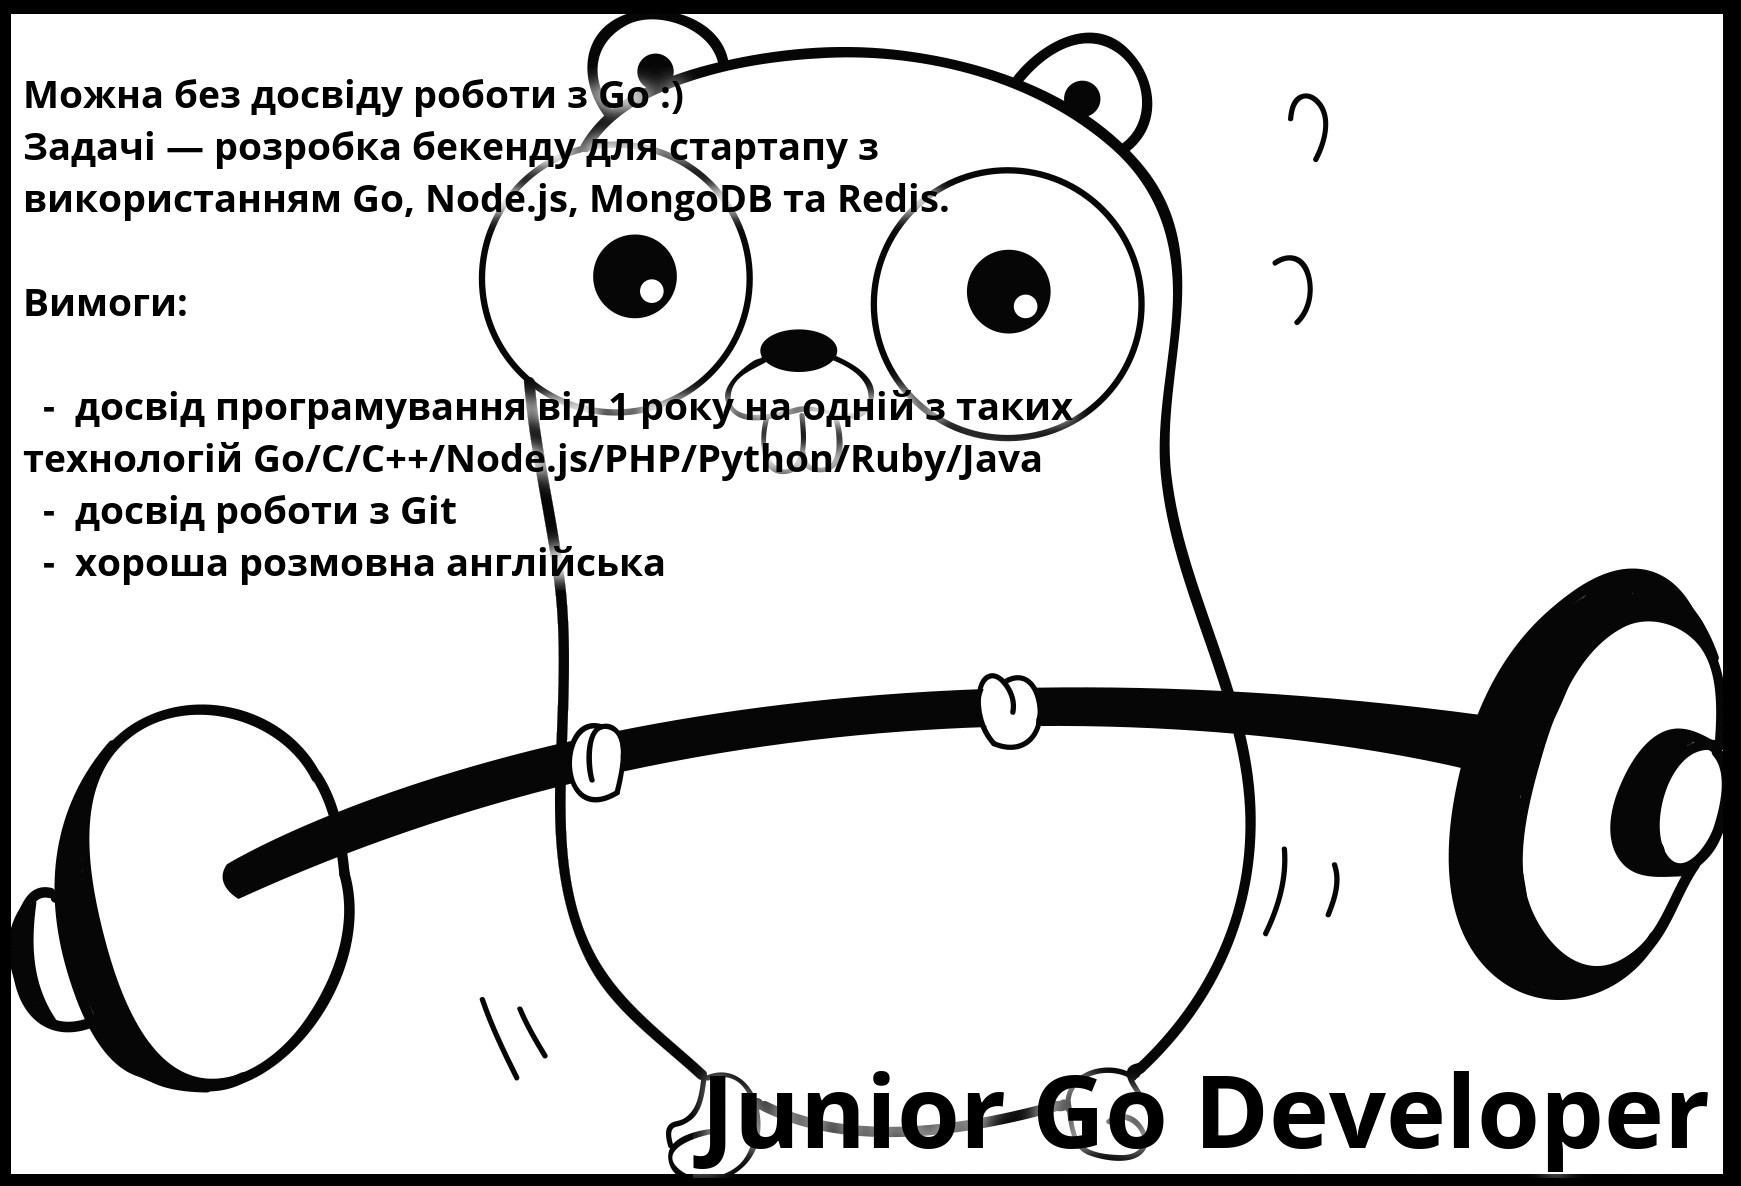 Можна без досвіду роботи з Go :)
Задачі — розробка бекенду для стартапу з
використанням Go, Node.js, MongoDB та Redis.
Вимоги:
- досвід програмування від 1 року на одній з таких
технологій Go/C/C++/Node.js/PHP/Python/Ruby/Java
- досвід роботи з Git
- хороша розмовна англійська
Junior Go Developer